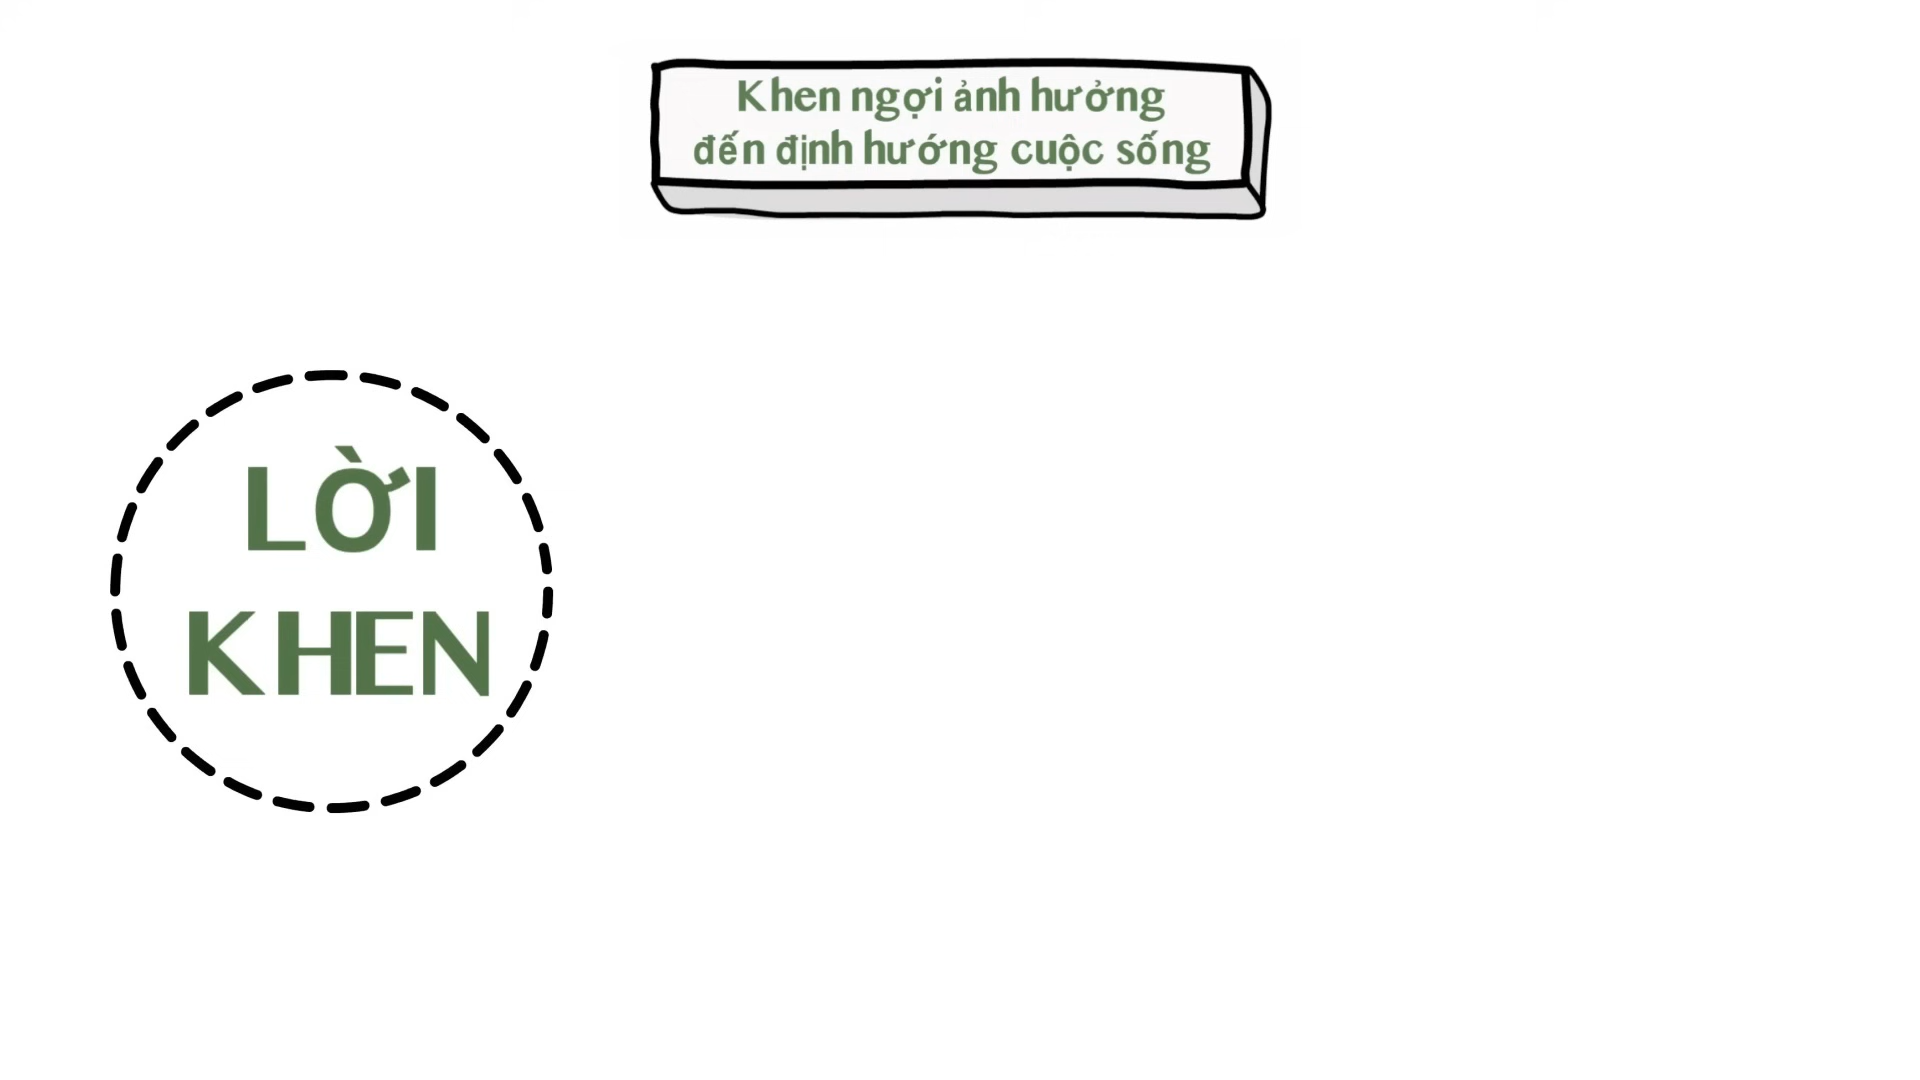 Khen ngợi ảnh hưởng
đến định hướng cuộc sống
LỜI
KHEN